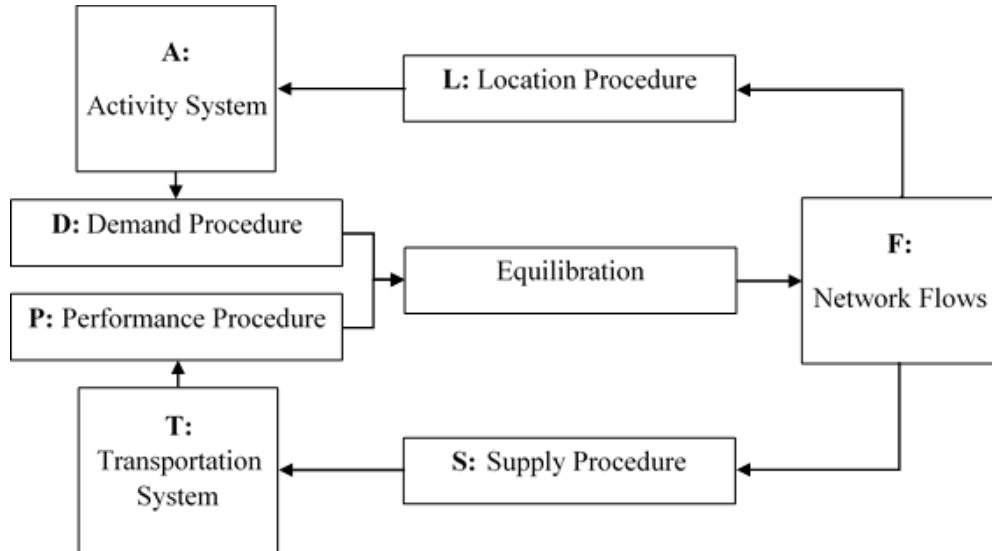 A:
Activity System
L: Location Procedure
D: Demand Procedure
Equilibration
F:
Network Flows
P: Performance Procedure
T:
Transportation
System
S: Supply Procedure